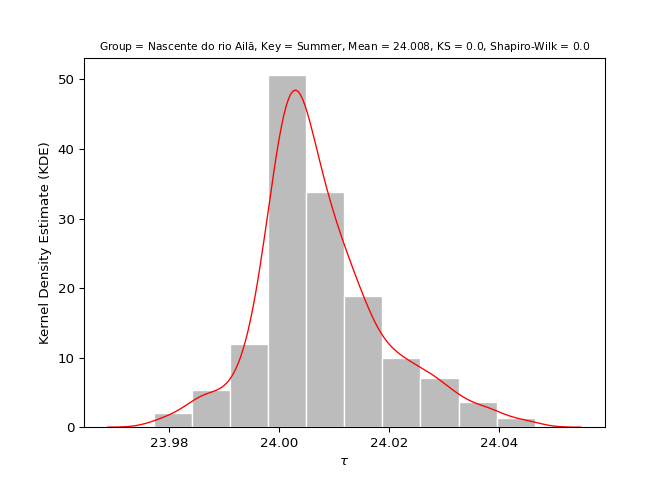 Group = Nascente do rio Ailã, Key = Summer, Mean = 24.008, KS = 0.0, Shapiro-Wilk = 0.0
Kernel Density Estimate (KDE)
50
40
30
20
10
0
23.98 24.00 24.02 24.04
τ